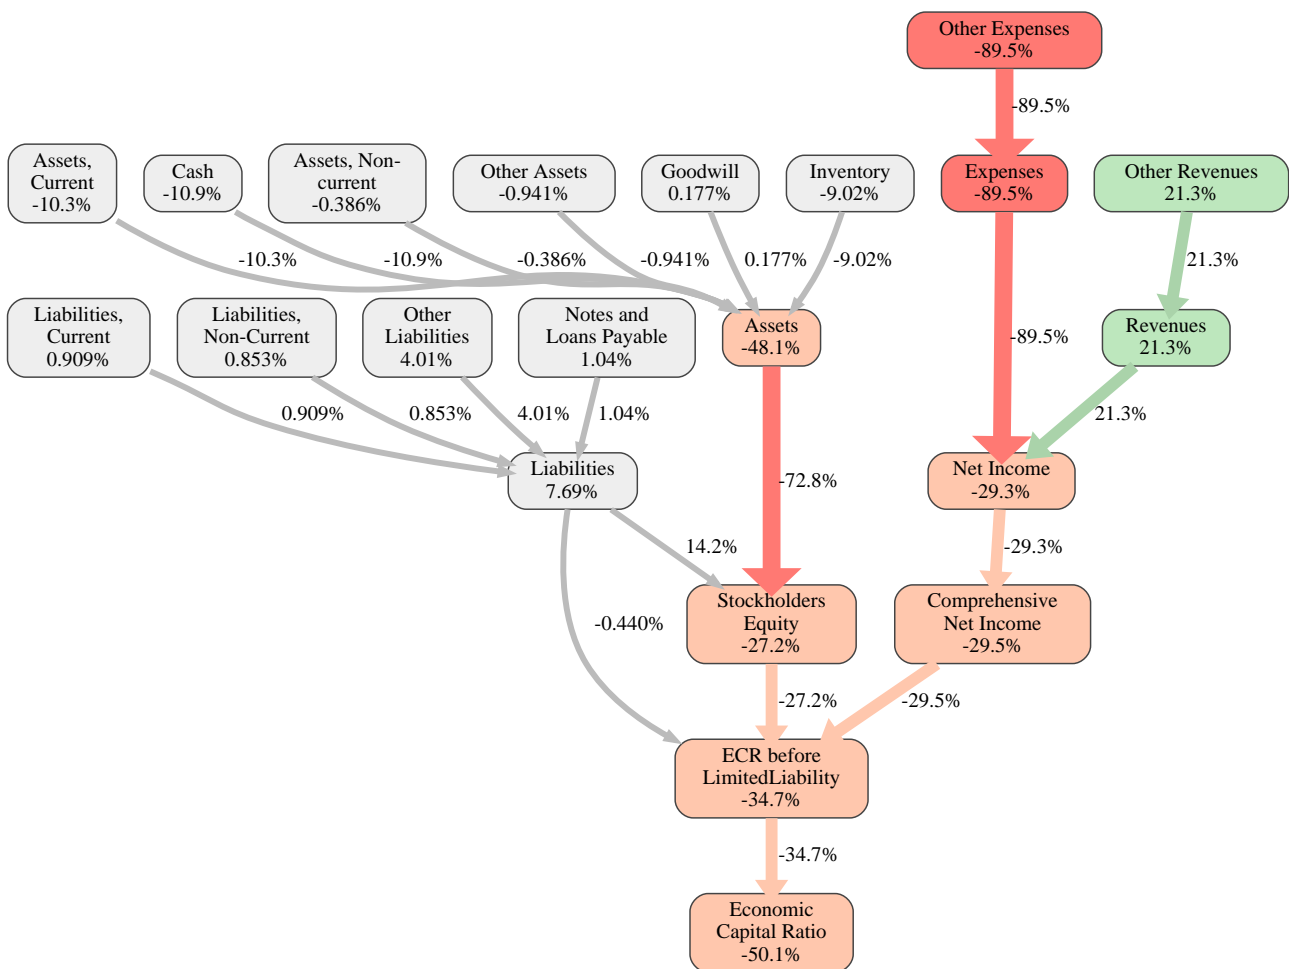 Other Expenses
-89.5%
-89.5%
Assets,
Current
-10.3%
Cash
-10.9%
Assets, Non-
current
-0.386%
Other Assets
-0.941%
Goodwill
0.177%
Inventory
-9.02%
Expenses
-89.5%
Other Revenues
21.3%
-10.3%
-10.9%
-0.386%
-0.941%
0.177%
-9.02%
21.3%
Liabilities,
Current
0.909%
Liabilities,
Non-Current
0.853%
Other
Liabilities
4.01%
Notes and
Loans Payable
1.04%
Assets
-48.1%
-89.5%
Revenues
21.3%
0.909%
0.853%
4.01%
1.04%
21.3%
Liabilities
7.69%
-72.8%
Net Income
-29.3%
14.2%
-29.3%
-0.440%
Stockholders
Equity
-27.2%
Comprehensive
Net Income
-29.5%
-27.2%
-29.5%
ECR before
LimitedLiability
-34.7%
-34.7%
Economic
Capital Ratio
-50.1%